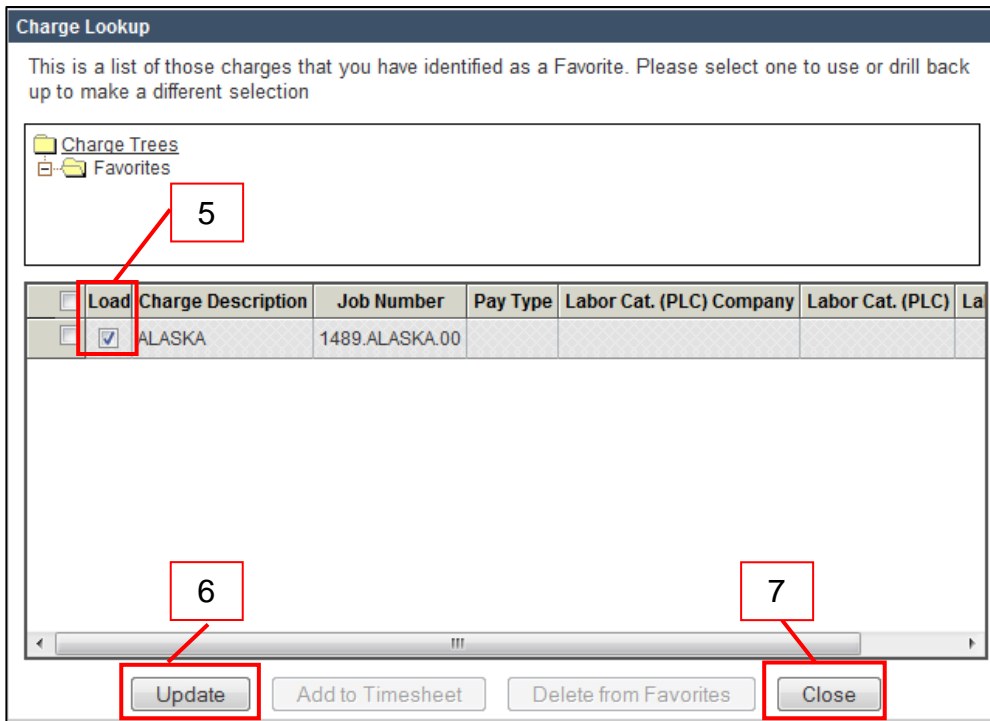 Charge Lookup
This is a list of those charges that you have identified as a Favorite. Please select one to use or drill back
up to make a different selection
Charge Trees
Favorites
5
Load Charge Description Job Number Pay Type Labor Cat. (PLC) Company Labor Cat. (PLC) Lal
ALASKA 1489.ALASKA.00
6 7
Update Add to Timesheet Delete from Favorites Close